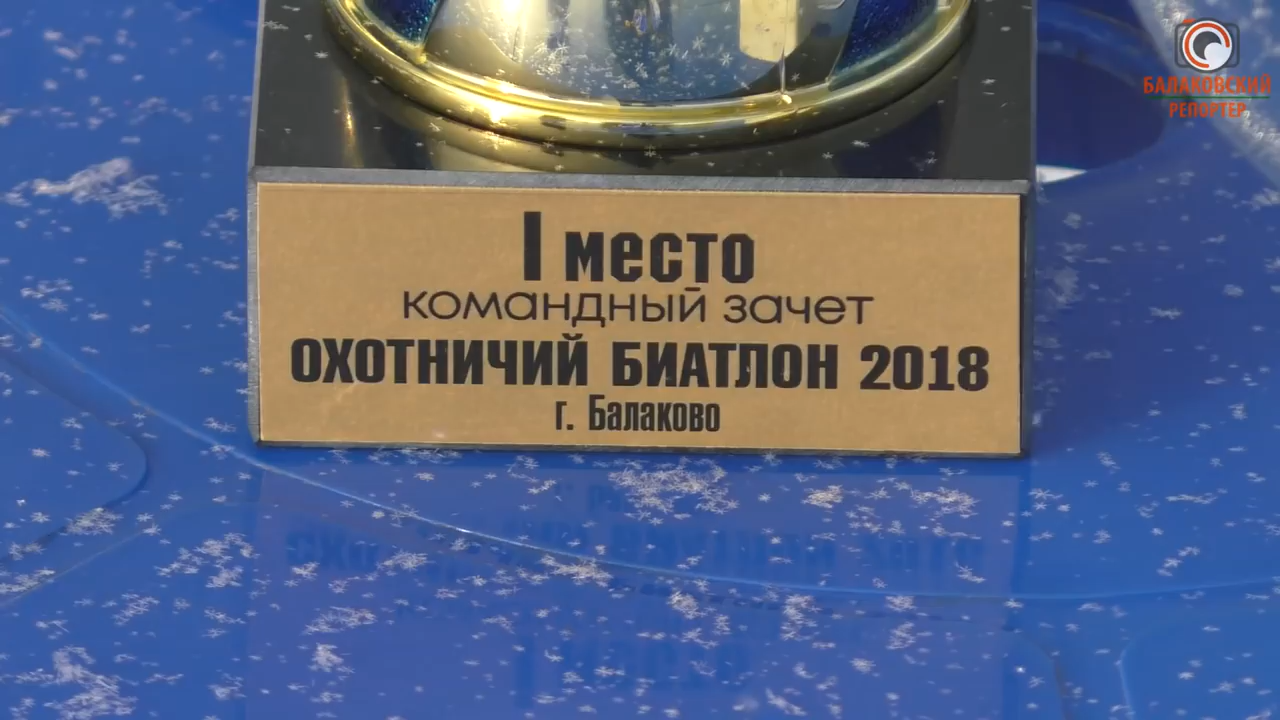 БАЛАКОВСКИЙ
РЕПОРТЕР
I место
командный зачет
ОХОТНИЧИЙ БИАТЛОН 2018
г. Балаково